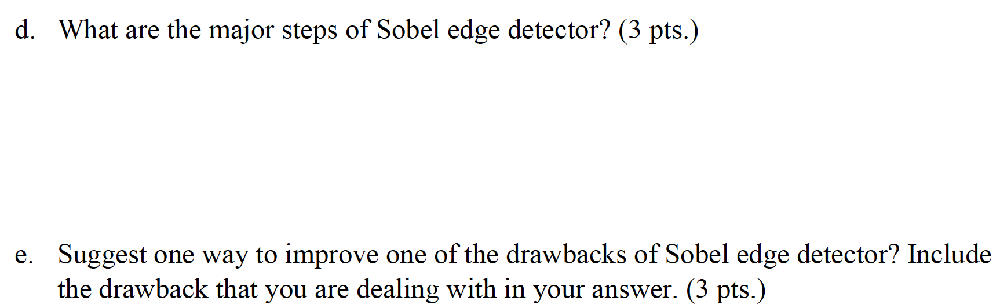 d. What are the major steps of Sobel edge detector? (3 pts.)
e. Suggest one way to improve one of the drawbacks of Sobel edge detector? Include
the drawback that you are dealing with in your answer. (3 pts.)